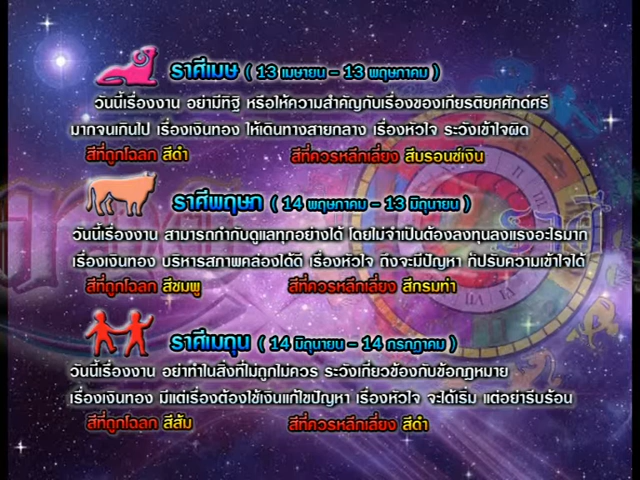 ราศีเมษ ( 13 เมษายน - 13 พฤษภาคม )
วันนี้เรื่องงาน อย่ามีทิฐิ หรือให้ความสำคัญกับเรื่องของเกียรติยศศักดิ์ศรี
มากจนเกินไป เรื่องเงินทอง ให้เดินทางสายกลาง เรื่องหัวใจ ระวังเข้าใจผิด
สีที่ถูกโฉลก สีดำ สีที่ควรหลีกเลี่ยง สีบรอนซ์เงิน
ราศีพฤษภ ( 14 พฤษภาคม - 13 มิถุนายน )
วันนี้เรื่องงาน สามารถกำกับดูแลทุกอย่างได้ โดยไม่จำเป็นต้องลงทุนลงแรงอะไรมาก
เรื่องเงินทอง บริหารสภาพคล่องได้ดี เรื่องหัวใจ ถึงจะมีปัญหา ก็ปรับความเข้าใจได้
สีที่ถูกโฉลก สีชมพู สีที่ควรหลีกเลี่ยง สีกรมท่า
ราศีเมถุน ( 14 มิถุนายน - 14 กรกฎาคม )
วันนี้เรื่องงาน อย่าทำในสิ่งที่ไม่ถูกไม่ควร ระวังเกี่ยวข้องกับข้อกฎหมาย
เรื่องเงินทอง มีแต่เรื่องต้องใช้เงินแก้ไขปัญหา เรื่องหัวใจ จะได้เริ่ม แต่อย่ารีบร้อน
สีที่ถูกโฉลก สีส้ม สีที่ควรหลีกเลี่ยง สีดำ